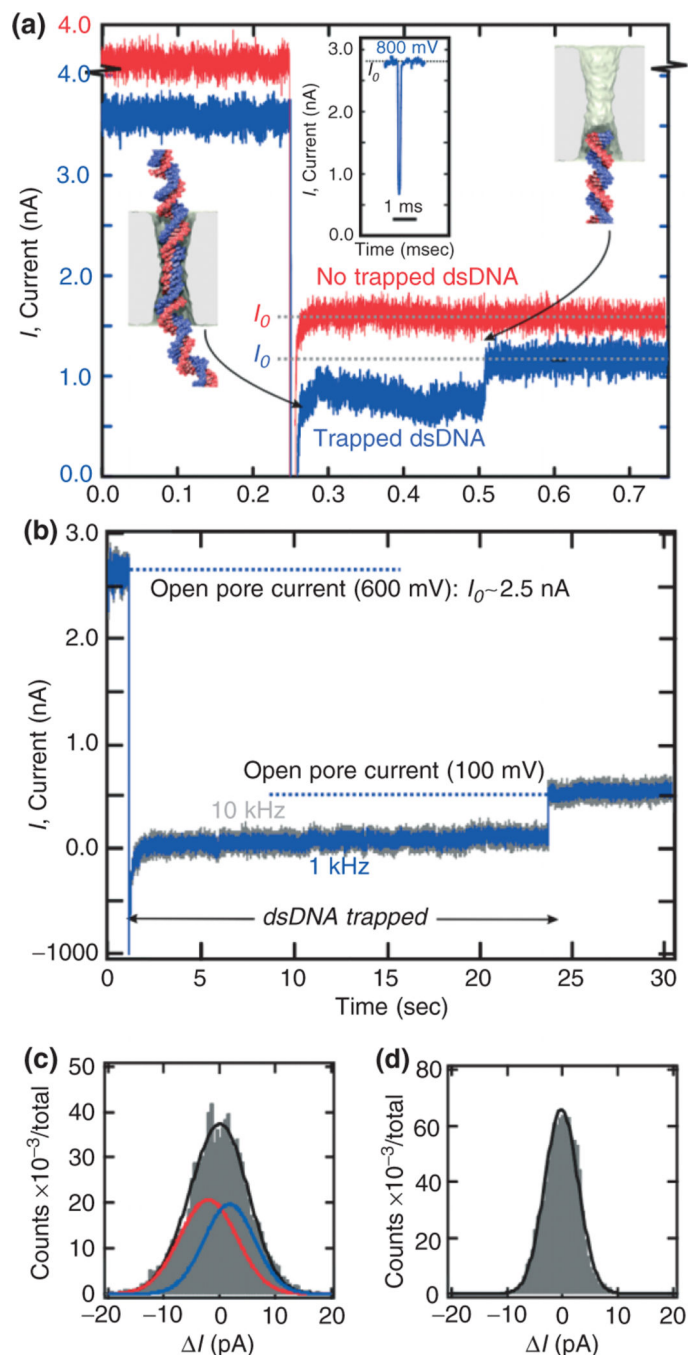 (a)
4.0
4.0
3.0
2.0
1.0
0.0
I, Current (nA)
3.0
2.0
1.0
0.0
I, Current (nA)
800 mV
I0
1 ms
Time (msec)
No trapped dsDNA
I0
I0
Trapped dsDNA
0.0 0.1 0.2 0.3 0.4 0.5 0.6 0.7
(b)
3.0
2.0
1.0
0.0
−1000
I, Current (nA)
Open pore current (600 mV): I0~2.5 nA
Open pore current (100 mV)
10 kHz
1 kHz
dsDNA trapped
0 5 10 15 20 25 30
Time (sec)
(c)
50
40
30
20
10
0
Counts ×10−3/total
−20 −10 0 10 20
ΔI (pA)
(d)
80
60
40
20
0
Counts ×10−3/total
−20 −10 0 10 20
ΔI (pA)